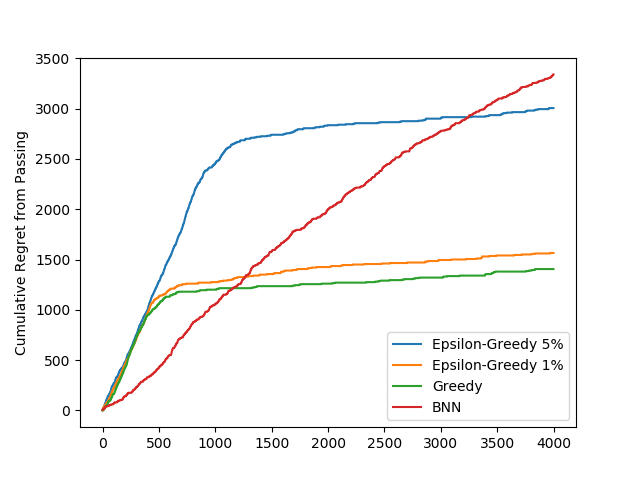 3500
3000
2500
2000
1500
1000
500
0
Cumulative Regret from Passing
0 500 1000 1500 2000 2500 3000 3500 4000
Epsilon-Greedy 5%
Epsilon-Greedy 1%
Greedy
BNN